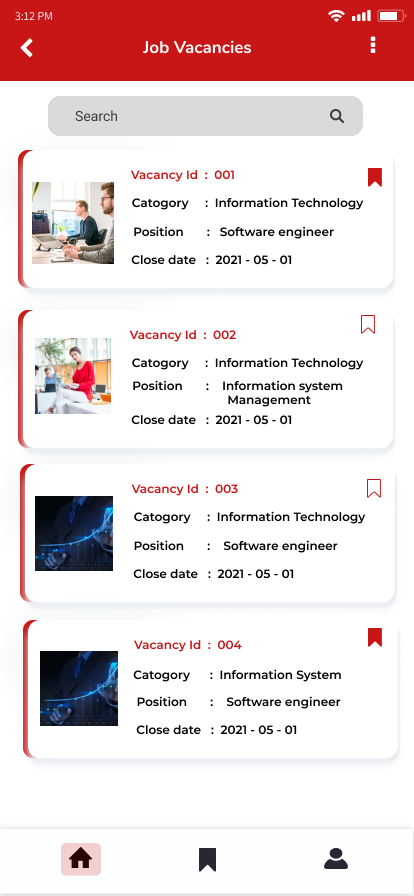 3:12 PM
Job Vacancies
Search
Vacancy Id : 001
Catogory : Information Technology
Position : Software engineer
Close date : 2021 - 05 - 01
Vacancy Id : 002
Catogory : Information Technology
Position : Information system
Management
Close date : 2021 - 05 - 01
Vacancy Id : 003
Catogory : Information Technology
Position : Software engineer
Close date : 2021 - 05 - 01
Vacancy Id : 004
Catogory : Information System
Position : Software engineer
Close date : 2021 - 05 - 01